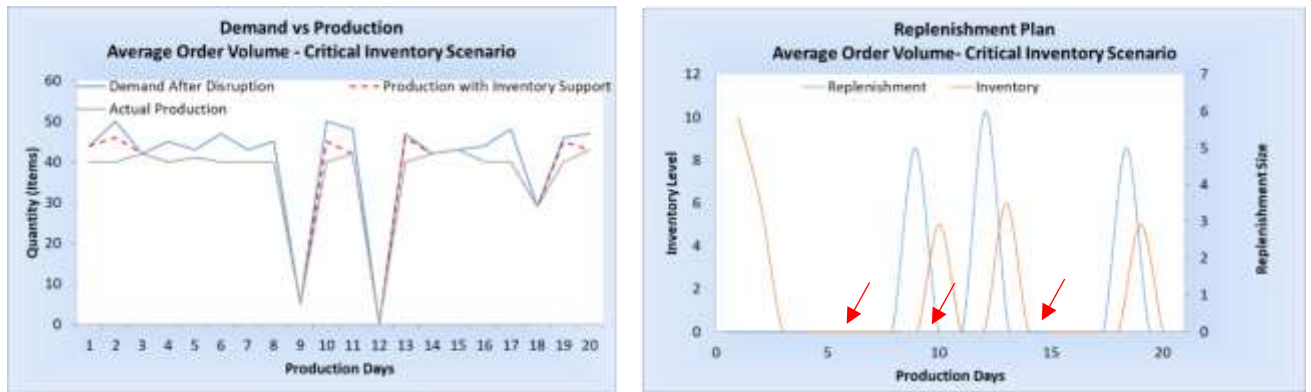 Demand vs Production
Average Order Volume - Critical Inventory Scenario
Demand After Disruption
Production with Inventory Support
Actual Production
Quantity (Items)
60
50
40
30
20
10
0
1 2 3 4 5 6 7 8 9 10 11 12 13 14 15 16 17 18 19 20
Production Days
Replenishment Plan
Average Order Volume- Critical Inventory Scenario
Replenishment
Inventory
Inventory Level
12
10
8
6
4
2
0
7
6
5
4
3
2
1
0
Replenishment Size
0 5 10 15 20
Production Days